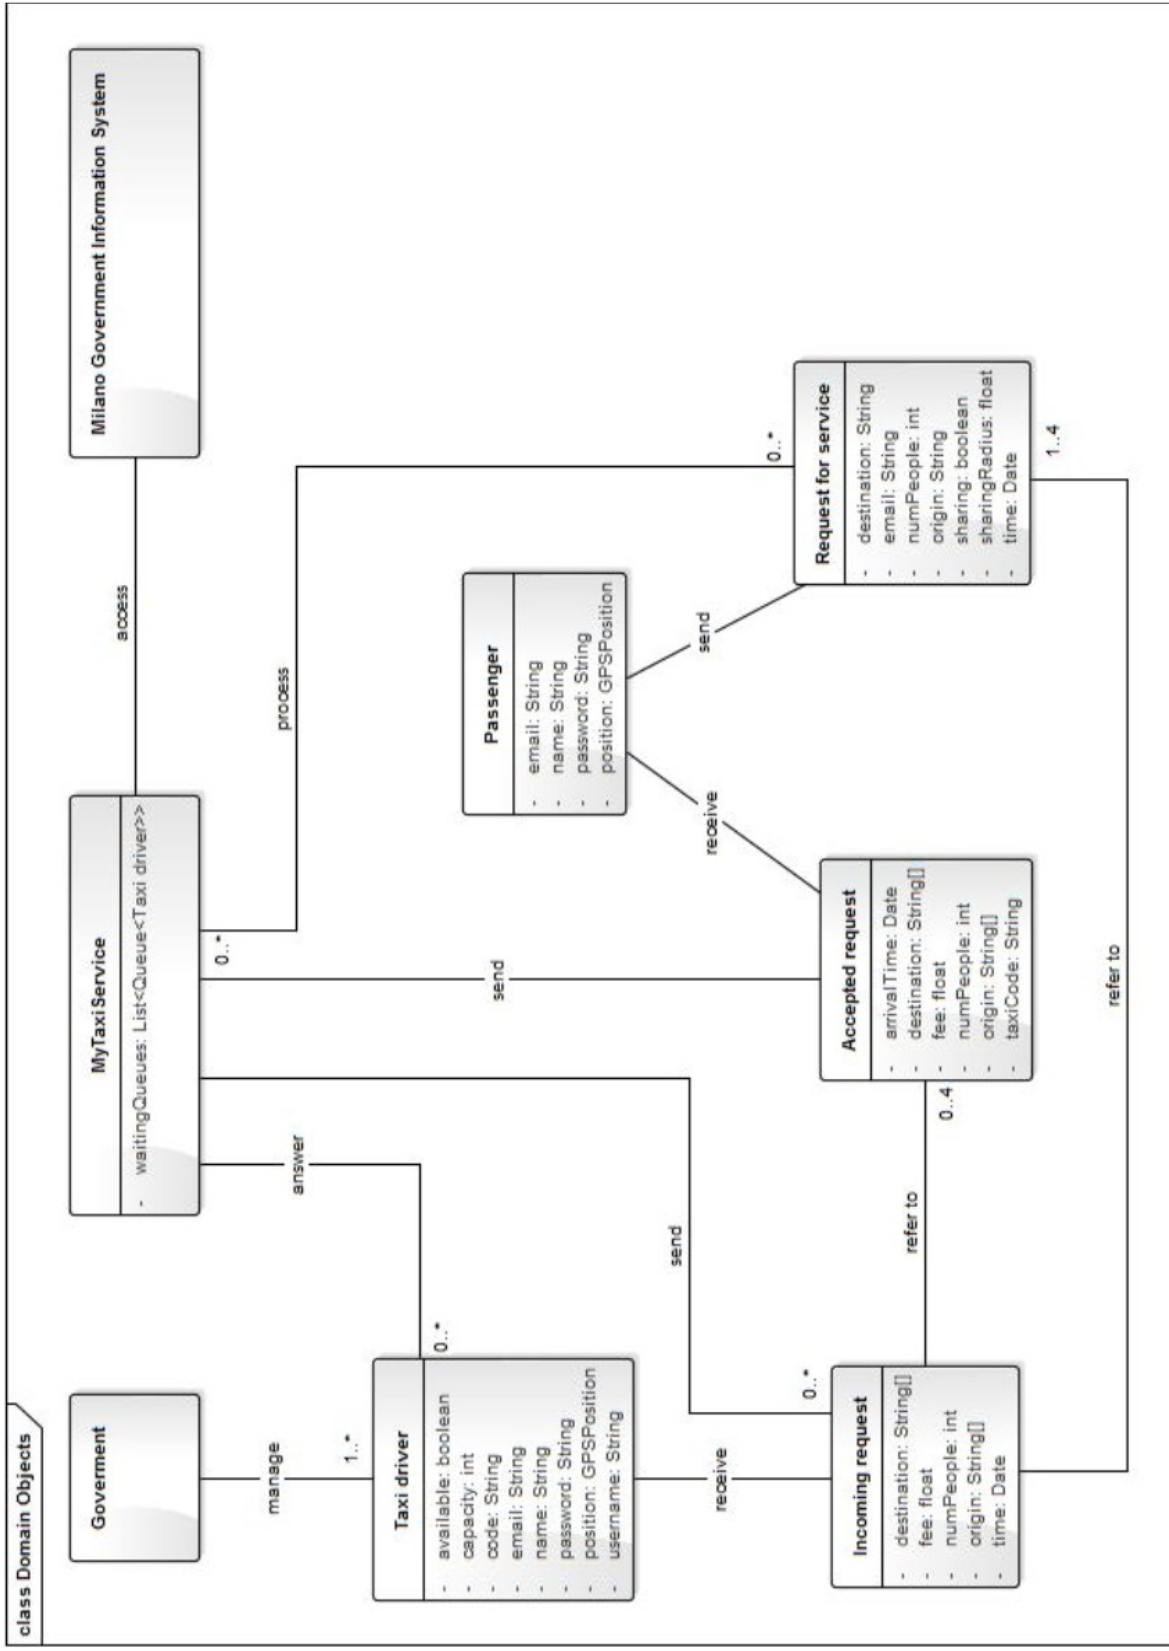 class Domain Objects
Goverment
manage
1..*
Taxi driver
- available: boolean
- capacity: int
- code: String
- email: String
- name: String
- password: String
- position: GPSPosition
- username: String
receive
Incoming request
- destination: String[]
- fee: float
- numPeople: int
- origin: String[]
- time: Date
MyTaxiService
- waitingQueues: List<Queue<Taxi driver>>
answer
0..*
send
0..*
send
0..*
process
0..*
access
Milano Government Information System
Passenger
- email: String
- name: String
- password: String
- position: GPSPosition
receive
send
Accepted request
- arrivalTime: Date
- destination: String[]
- fee: float
- numPeople: int
- origin: String[]
- taxiCode: String
0..4
refer to
Request for service
- destination: String
- email: String
- numPeople: int
- origin: String
- sharing: boolean
- sharingRadius: float
- time: Date
1..4
refer to